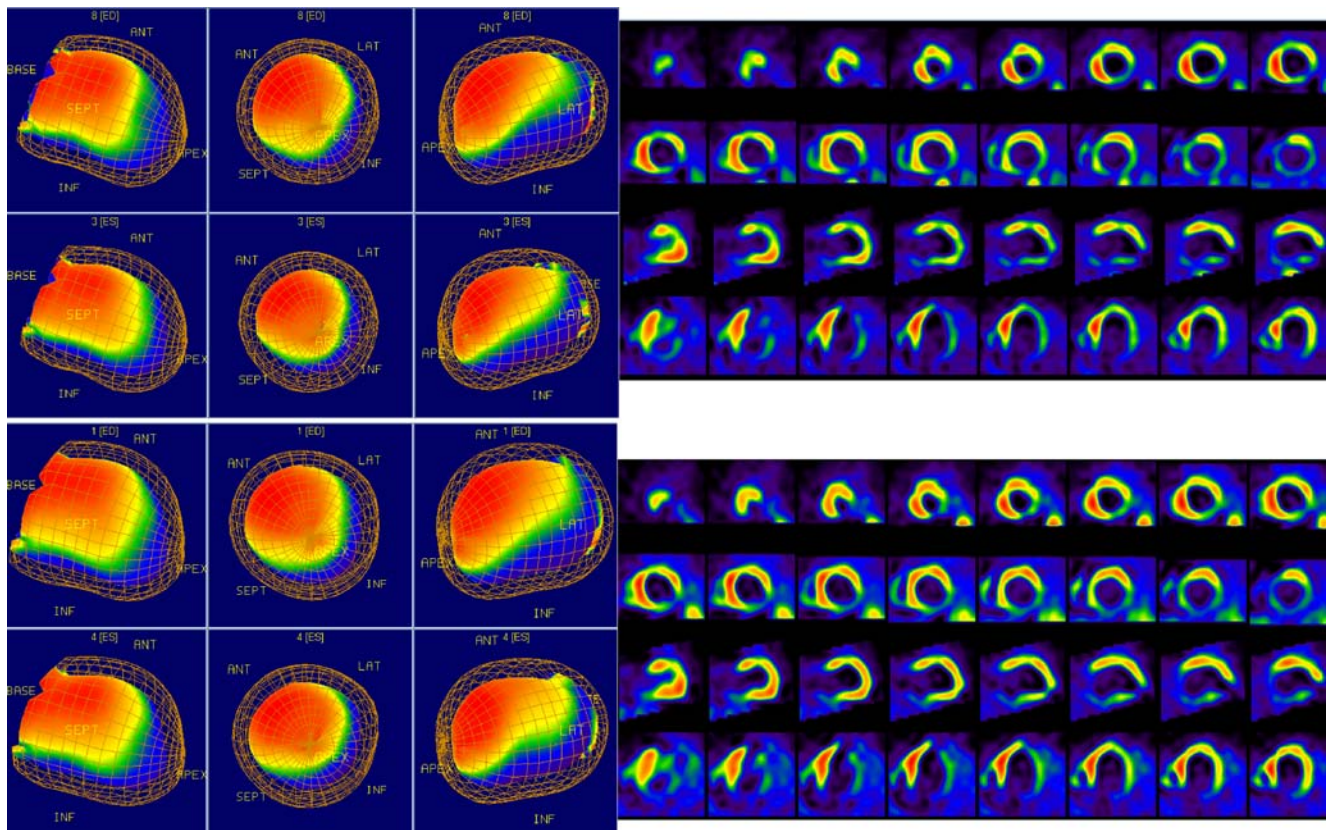 8 [ED]
ANT
BASE
SEPT
APEX
INF
8 [ED]
ANT
LAT
SEPT
INF
8 [ED]
ANT
LAT
APEX
INF
3 [ES]
ANT
BASE
SEPT
APEX
INF
3 [ES]
ANT
LAT
SEPT
INF
3 [ES]
ANT
LAT
APEX
INF
1 [ED]
ANT
BASE
SEPT
APEX
INF
1 [ED]
ANT
LAT
SEPT
INF
1 [ED]
ANT
LAT
APEX
INF
4 [ES]
ANT
BASE
SEPT
APEX
INF
4 [ES]
ANT
LAT
SEPT
INF
4 [ES]
ANT
LAT
APEX
INF